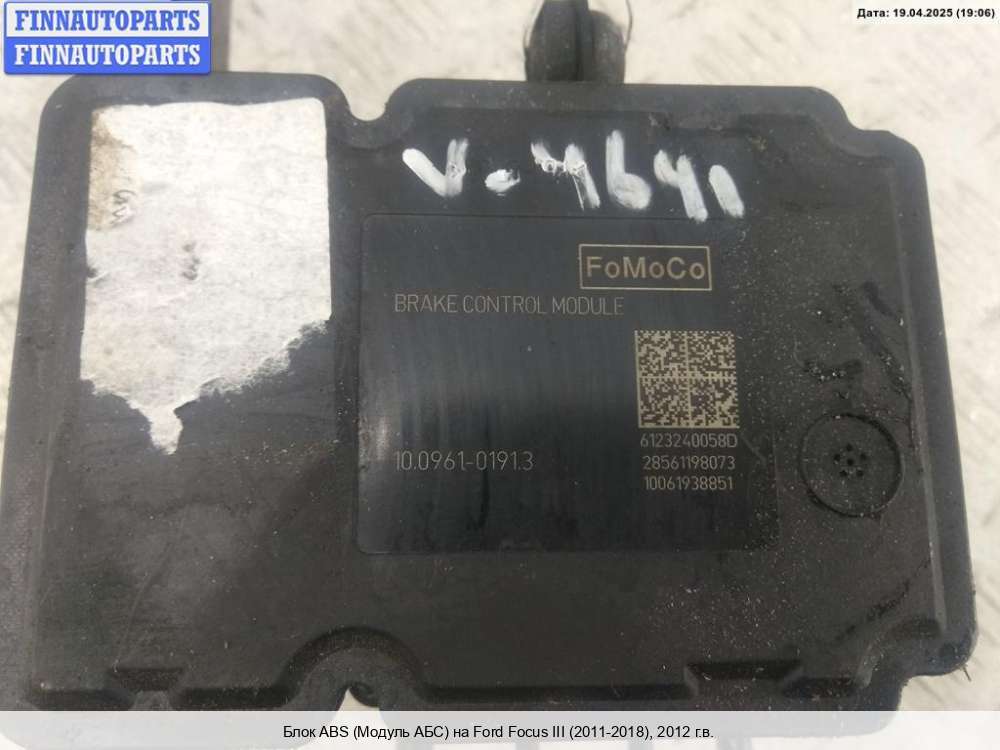 FINNAUTOPARTS
FINNAUTOPARTS
Дата: 19.04.2025 (19:06)
FoMoCo
BRAKE CONTROL MODULE
6123240058D
10.0961-0191.3
28561198073
10061938851
Блок ABS (Модуль АБС) на Ford Focus III (2011-2018), 2012 г.в.